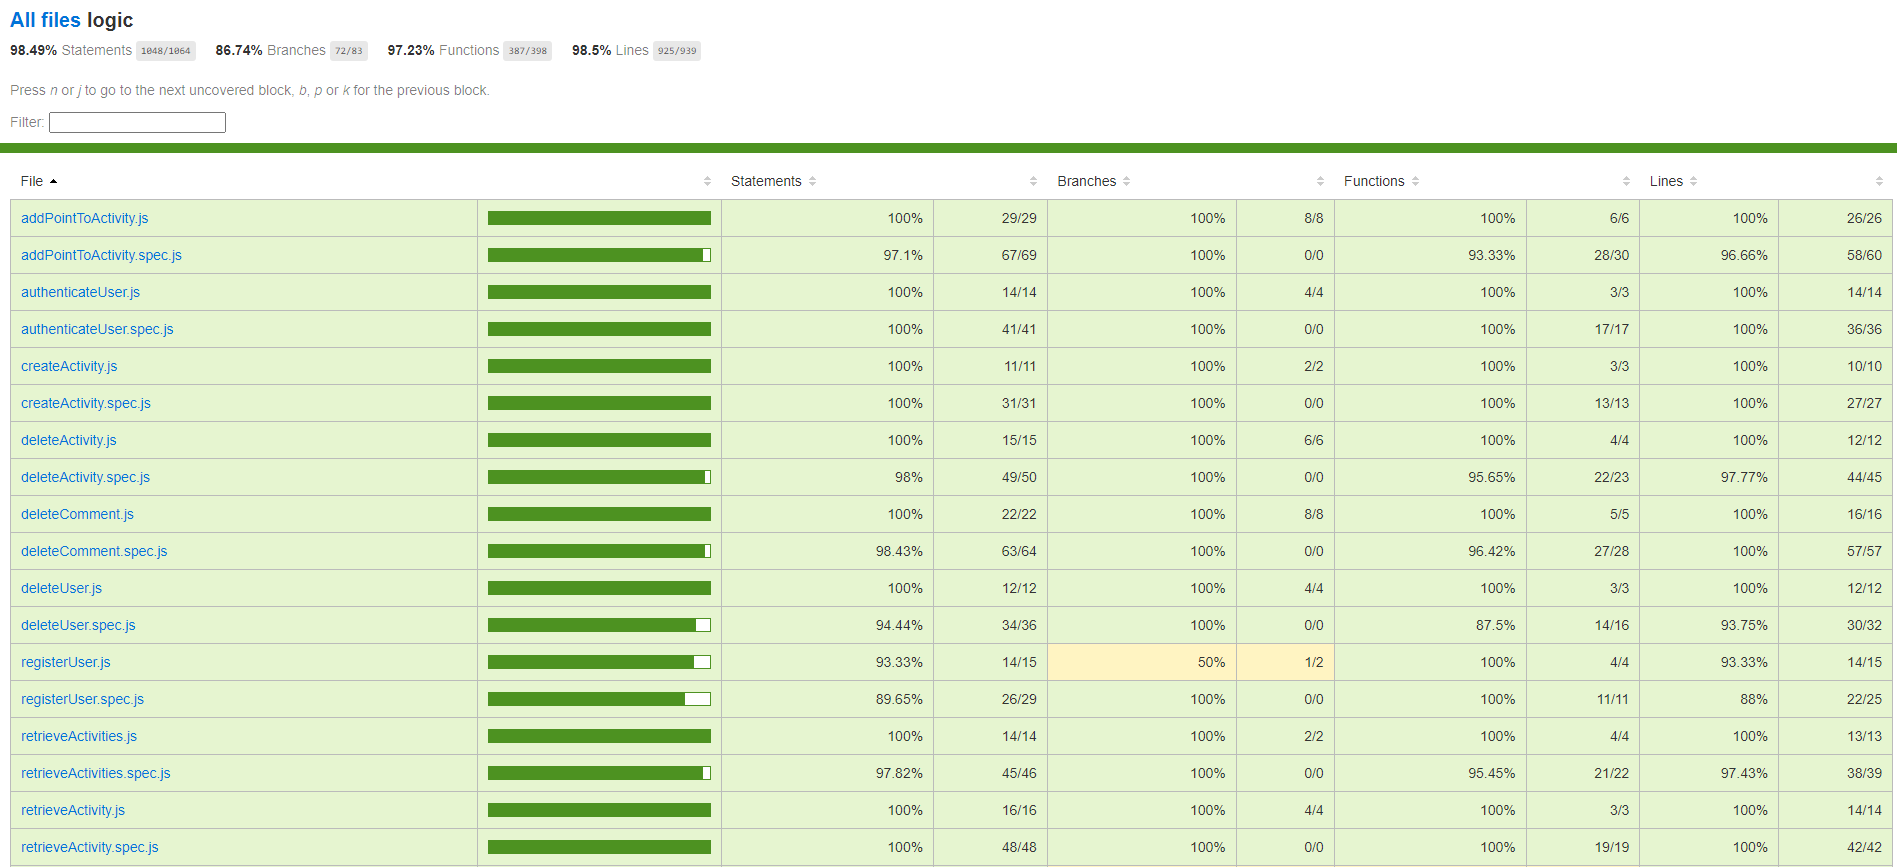 All files logic
98.49% Statements 1048/1064 86.74% Branches 72/83 97.23% Functions 387/398 98.5% Lines 925/939
Press n or j to go to the next uncovered block, b, p or k for the previous block.
Filter:
File Statements Branches Functions Lines
addPointToActivity.js 100% 29/29 100% 8/8 100% 6/6 100% 26/26
addPointToActivity.spec.js 97.1% 67/69 100% 0/0 93.33% 28/30 96.66% 58/60
authenticateUser.js 100% 14/14 100% 4/4 100% 3/3 100% 14/14
authenticateUser.spec.js 100% 41/41 100% 0/0 100% 17/17 100% 36/36
createActivity.js 100% 11/11 100% 2/2 100% 3/3 100% 10/10
createActivity.spec.js 100% 31/31 100% 0/0 100% 13/13 100% 27/27
deleteActivity.js 100% 15/15 100% 6/6 100% 4/4 100% 12/12
deleteActivity.spec.js 98% 49/50 100% 0/0 95.65% 22/23 97.77% 44/45
deleteComment.js 100% 22/22 100% 8/8 100% 5/5 100% 16/16
deleteComment.spec.js 98.43% 63/64 100% 0/0 96.42% 27/28 100% 57/57
deleteUser.js 100% 12/12 100% 4/4 100% 3/3 100% 12/12
deleteUser.spec.js 94.44% 34/36 100% 0/0 87.5% 14/16 93.75% 30/32
registerUser.js 93.33% 14/15 50% 1/2 100% 4/4 93.33% 14/15
registerUser.spec.js 89.65% 26/29 100% 0/0 100% 11/11 88% 22/25
retrieveActivities.js 100% 14/14 100% 2/2 100% 4/4 100% 13/13
retrieveActivities.spec.js 97.82% 45/46 100% 0/0 95.45% 21/22 97.43% 38/39
retrieveActivity.js 100% 16/16 100% 4/4 100% 3/3 100% 14/14
retrieveActivity.spec.js 100% 48/48 100% 0/0 100% 19/19 100% 42/42